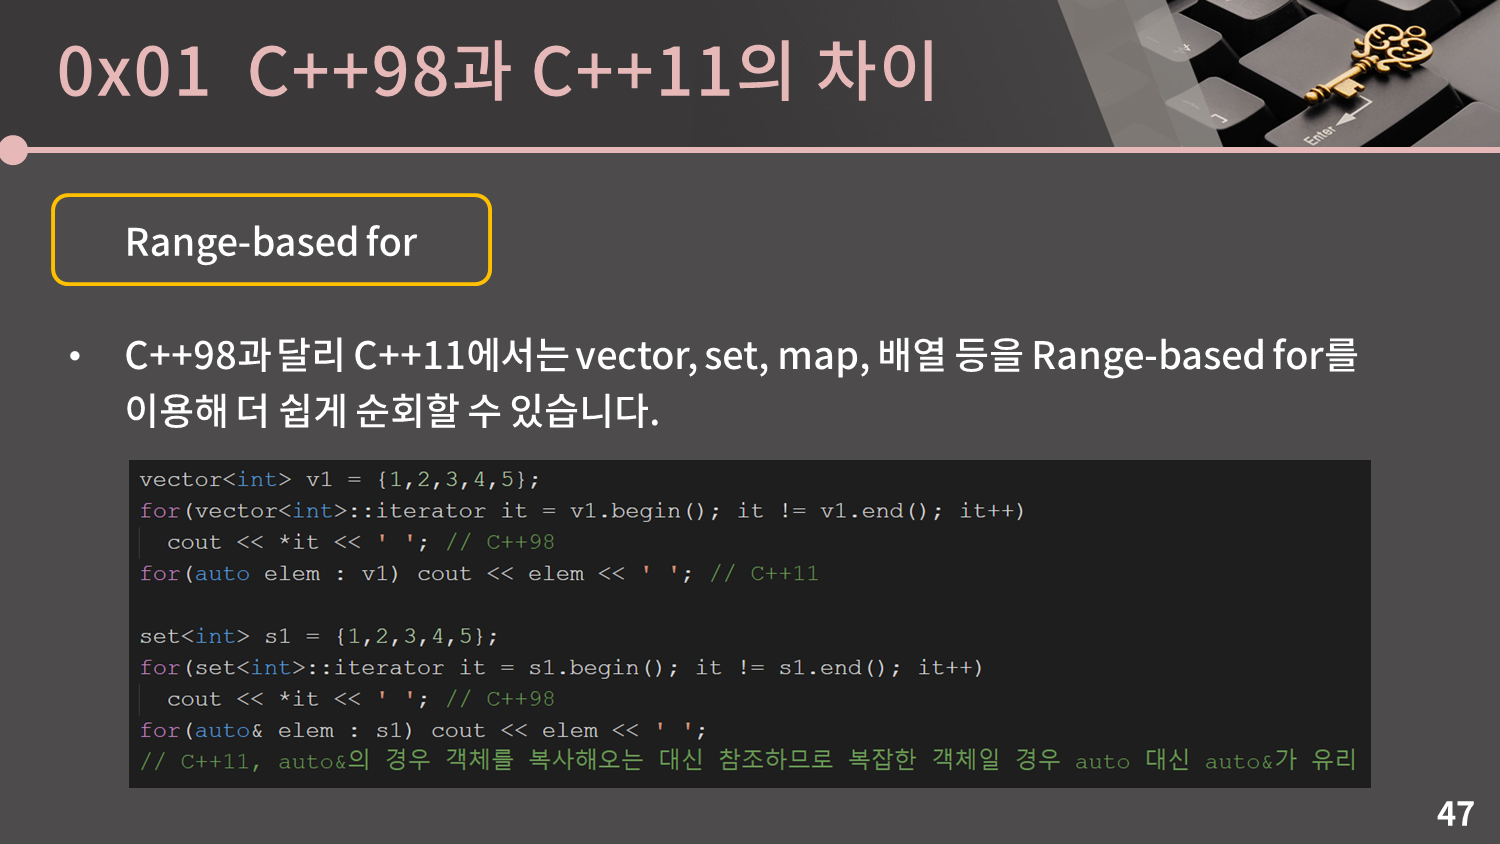 0x01 C++98과 C++11의 차이
Enter
Range-based for
• C++98과 달리 C++11에서는 vector, set, map, 배열 등을 Range-based for를
이용해 더 쉽게 순회할 수 있습니다.
vector<int> v1 = {1,2,3,4,5};
for(vector<int>::iterator it = v1.begin(); it != v1.end(); it++)
cout << *it << ' '; // C++98
for(auto elem : v1) cout << elem << ' '; // C++11
set<int> s1 = {1,2,3,4,5};
for(set<int>::iterator it = s1.begin(); it != s1.end(); it++)
cout << *it << ' '; // C++98
for(auto& elem : s1) cout << elem << ' ';
// C++11, auto&의 경우 객체를 복사해오는 대신 참조하므로 복잡한 객체일 경우 auto 대신 auto&가 유리
47